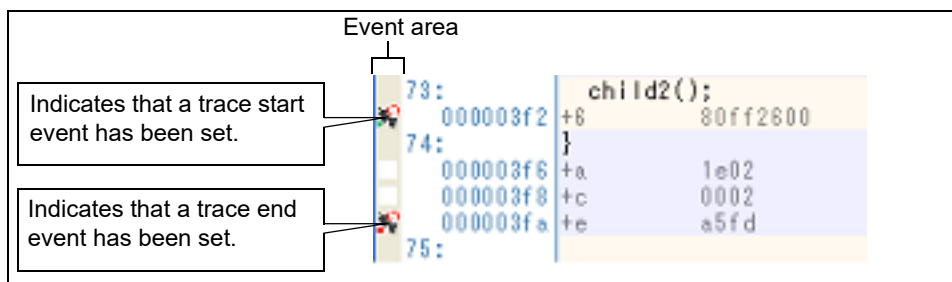 Event area
Indicates that a trace start
event has been set.
Indicates that a trace end
event has been set.
73: child2();
000003f2 +6 80ff2600
74: }
000003f6 +a 1e02
000003f8 +c 0002
000003fa +e a5fd
75: